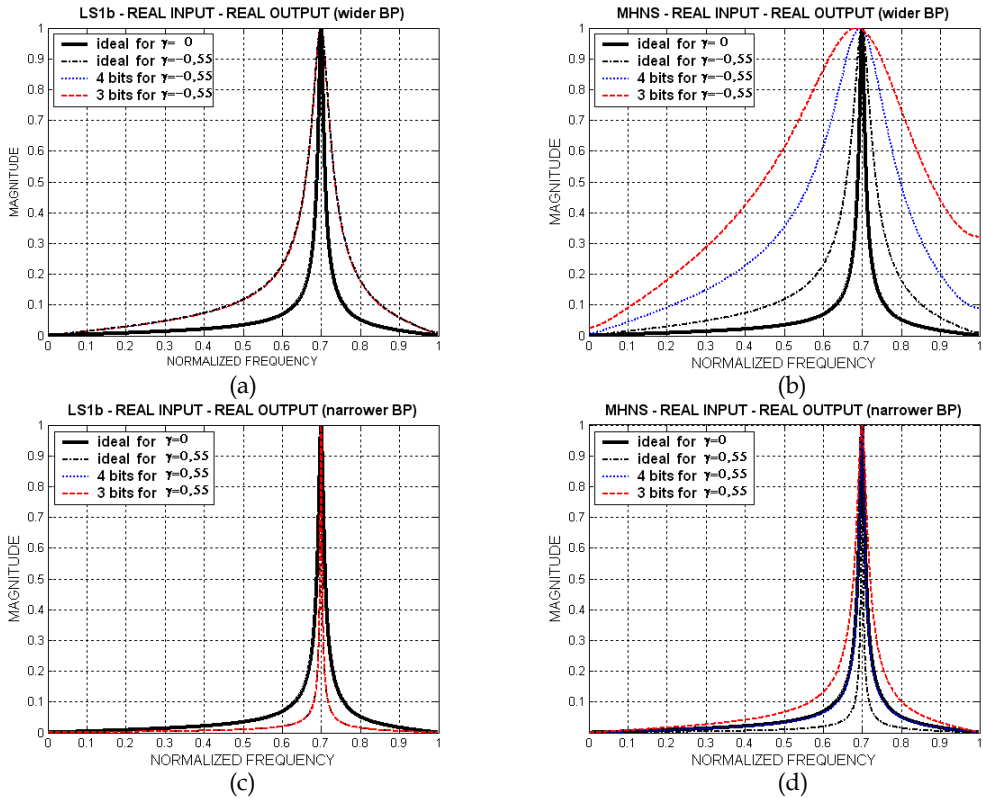 LS1b - REAL INPUT - REAL OUTPUT (wider BP)
ideal for γ= 0
ideal for γ=-0,55
4 bits for γ=-0,55
3 bits for γ=-0,55
MAGNITUDE
1
0.9
0.8
0.7
0.6
0.5
0.4
0.3
0.2
0.1
0
0 0.1 0.2 0.3 0.4 0.5 0.6 0.7 0.8 0.9 1
NORMALIZED FREQUENCY
(a)
MHNS - REAL INPUT - REAL OUTPUT (wider BP)
ideal for γ= 0
ideal for γ=-0,55
4 bits for γ=-0,55
3 bits for γ=-0,55
MAGNITUDE
1
0.9
0.8
0.7
0.6
0.5
0.4
0.3
0.2
0.1
0
0 0.1 0.2 0.3 0.4 0.5 0.6 0.7 0.8 0.9 1
NORMALIZED FREQUENCY
(b)
LS1b - REAL INPUT - REAL OUTPUT (narrower BP)
ideal for γ=0
ideal for γ=0,55
4 bits for γ=0,55
3 bits for γ=0,55
MAGNITUDE
1
0.9
0.8
0.7
0.6
0.5
0.4
0.3
0.2
0.1
0
0 0.1 0.2 0.3 0.4 0.5 0.6 0.7 0.8 0.9 1
NORMALIZED FREQUENCY
(c)
MHNS - REAL INPUT - REAL OUTPUT (narrower BP)
ideal for γ=0
ideal for γ=0,55
4 bits for γ=0,55
3 bits for γ=0,55
MAGNITUDE
1
0.9
0.8
0.7
0.6
0.5
0.4
0.3
0.2
0.1
0
0 0.1 0.2 0.3 0.4 0.5 0.6 0.7 0.8 0.9 1
NORMALIZED FREQUENCY
(d)